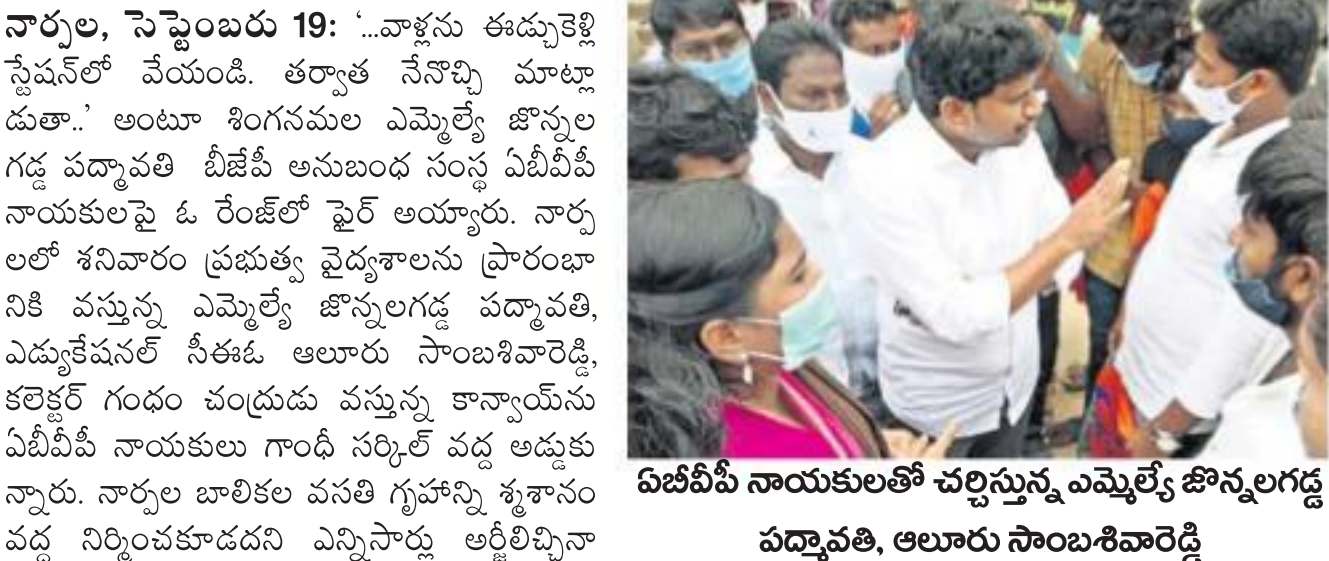 నార్పల, సెప్టెంబరు 19: ‘...వాళ్లను ఈడ్చుకెళ్లి
స్టేషన్‌లో వేయండి. తర్వాత నేనొచ్చి మాట్లా
డుతా..’ అంటూ శింగనమల ఎమ్మెల్యే జొన్నల
గడ్డ పద్మావతి బీజేపీ అనుబంధ సంస్థ ఏబీవీపీ
నాయకులపై ఓ రేంజ్‌లో ఫైర్ అయ్యారు. నార్ప
లలో శనివారం ప్రభుత్వ వైద్యశాలను ప్రారంభా
నికి వస్తున్న ఎమ్మెల్యే జొన్నలగడ్డ పద్మావతి,
ఎడ్యుకేషనల్ సీఈఓ ఆలూరు సాంబశివారెడ్డి,
కలెక్టర్ గంధం చంద్రుడు వస్తున్న కాన్వాయ్‌ను
ఏబీవీపీ నాయకులు గాంధీ సర్కిల్ వద్ద అడ్డుకు
న్నారు. నార్పల బాలికల వసతి గృహాన్ని శ్మశానం
వద్ద నిర్మించకూడదని ఎన్నిసార్లు అర్జీలిచ్చినా
ఏబీవీపీ నాయకులతో చర్చిస్తున్న ఎమ్మెల్యే జొన్నలగడ్డ
పద్మావతి, ఆలూరు సాంబశివారెడ్డి